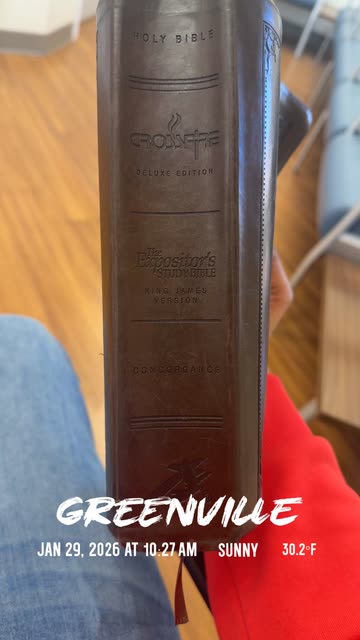 HOLY BIBLE
CROSSFIRE
DELUXE EDITION
The
Expositor's
STUDY BIBLE
KING JAMES
VERSION
CONCORDANCE
GREENVILLE
JAN 29, 2026 AT 10:27 AM SUNNY 30.2°F